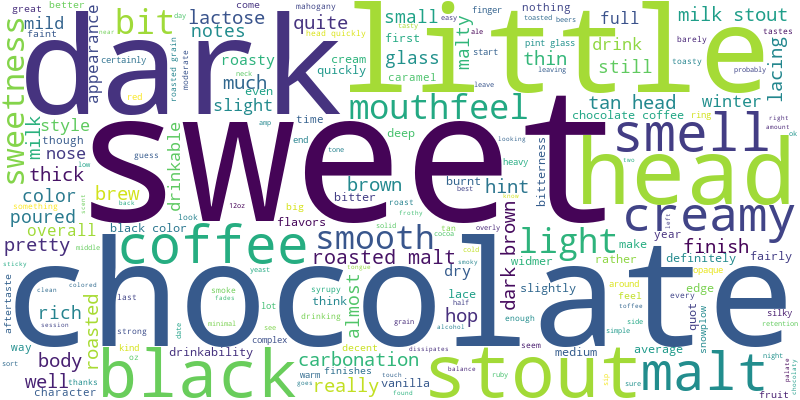 great
better
day
mahogany
finger
nothing
toasted
beers
come
easy
tasty
mild
faint
bit
lactose
quite
small
little
full
milk stout
near
ale
head quickly
appearance
notes
first
glass
malty
start
pint glass
drink
barely
tastes
certainly
roasted grain
moderate
roasty
cream
quickly
thin
still
toasty
lacing
dark
neck
even
caramel
leave
leaving
probably
sweetness
red
much
slight
mouthfeel
tan head
winter
style
milk
though
drinkable
amp
time
deep
chocolate coffee
ring
right
amount
ok
nose
low
guess
end
tone
looking
smell
thick
sweet
heavy
bitterness
head
two
color
brew
brown
burnt
hint
best
show
something
12oz
bitter
roast
creamy
left
poured
scent
back
look
big
frothy
overall
black color
flavors
solid
tan
overly
year
pretty
coffee
smooth
cocoa
light
make
finish
fairly
middle
roasted malt
cold
dark brown
widmer
rather
definitely
sticky
yeast
tongue
smoky
dry
opaque
aftertaste
clean
colored
smoke
syrupy
almost
lace
slightly
around
feel
every
edge
silky
rich
last
fades
lot
think
half
toffee
quot
snowplow
chocolate
session
strong
minimal
drinking
grain
alcohol
hop
enough
side
simple
retention
way
roasted
kind
date
see
complex
decent
dissipates
seem
medium
average
night
sort
oz
drinkability
carbonation
body
black
warm
finishes
touch
balance
stout
malt
palate
chocolaty
well
thanks
really
vanilla
ruby
sip
sure
character
goes
found
fruit